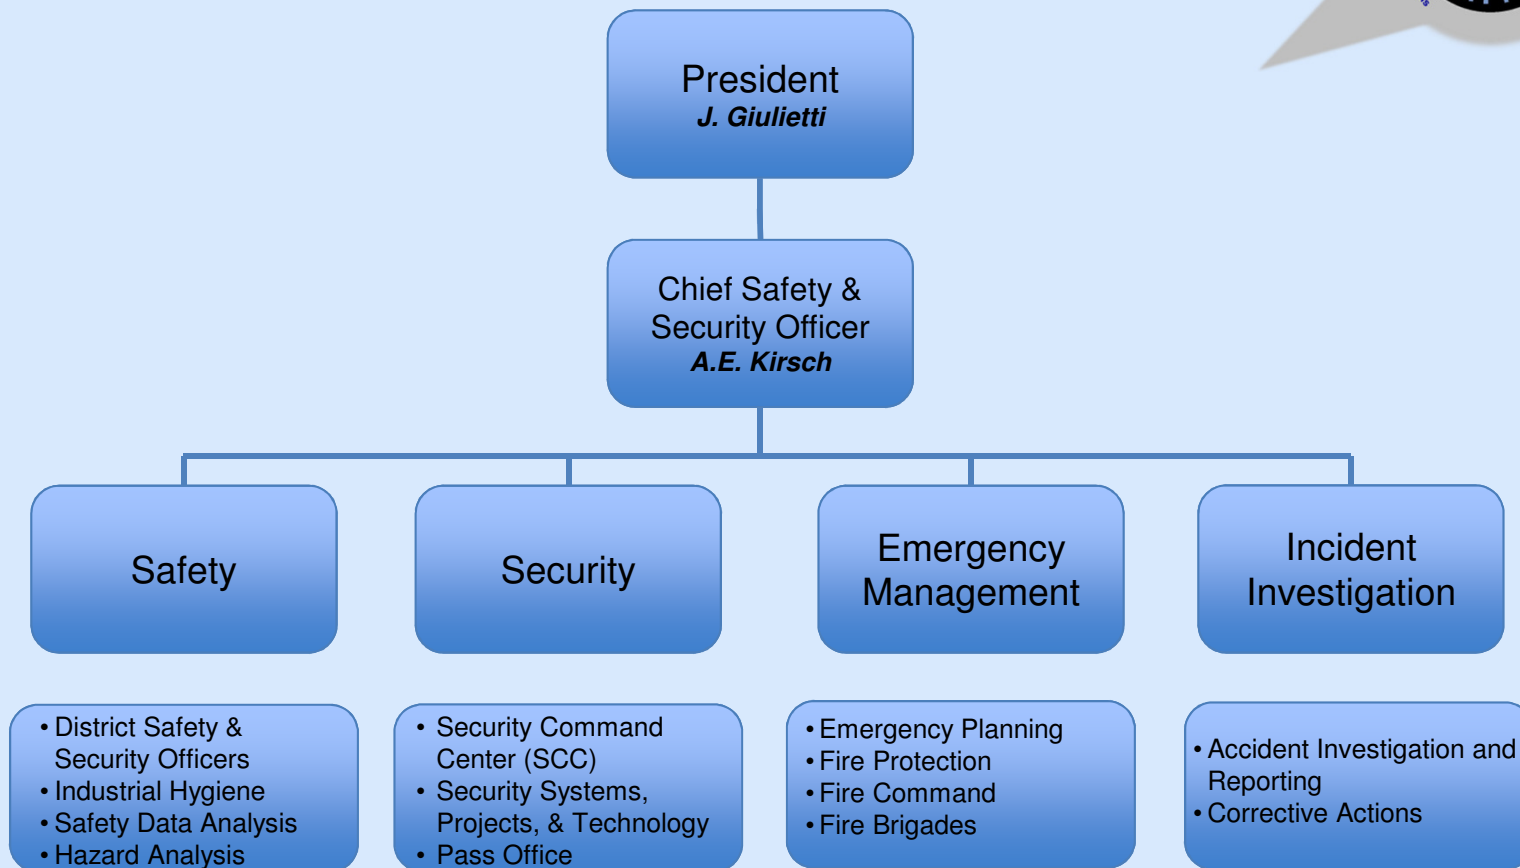 President
J. Giulietti
Chief Safety &
Security Officer
A.E. Kirsch
Safety
Security
Emergency
Management
Incident
Investigation
• District Safety &
Security Officers
• Industrial Hygiene
• Safety Data Analysis
• Hazard Analysis
• Security Command
Center (SCC)
• Security Systems,
Projects, & Technology
• Pass Office
• Emergency Planning
• Fire Protection
• Fire Command
• Fire Brigades
• Accident Investigation and
Reporting
• Corrective Actions